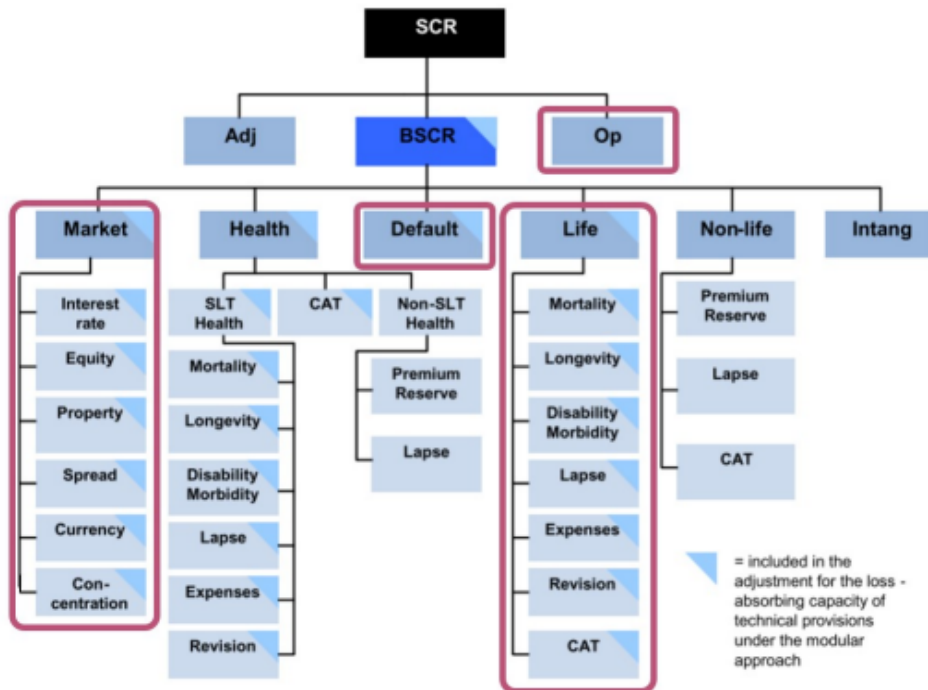 SCR
Adj
BSCR
Op
Market
Health
Default
Life
Non-life
Intang
Interest
rate
Equity
Property
Spread
Currency
Con-
centration
SLT
Health
CAT
Non-SLT
Health
Mortality
Longevity
Disability
Morbidity
Lapse
Expenses
Revision
Premium
Reserve
Lapse
Mortality
Longevity
Disability
Morbidity
Lapse
Expenses
Revision
CAT
Premium
Reserve
Lapse
CAT
= included in the
adjustment for the loss -
absorbing capacity of
technical provisions
under the modular
approach